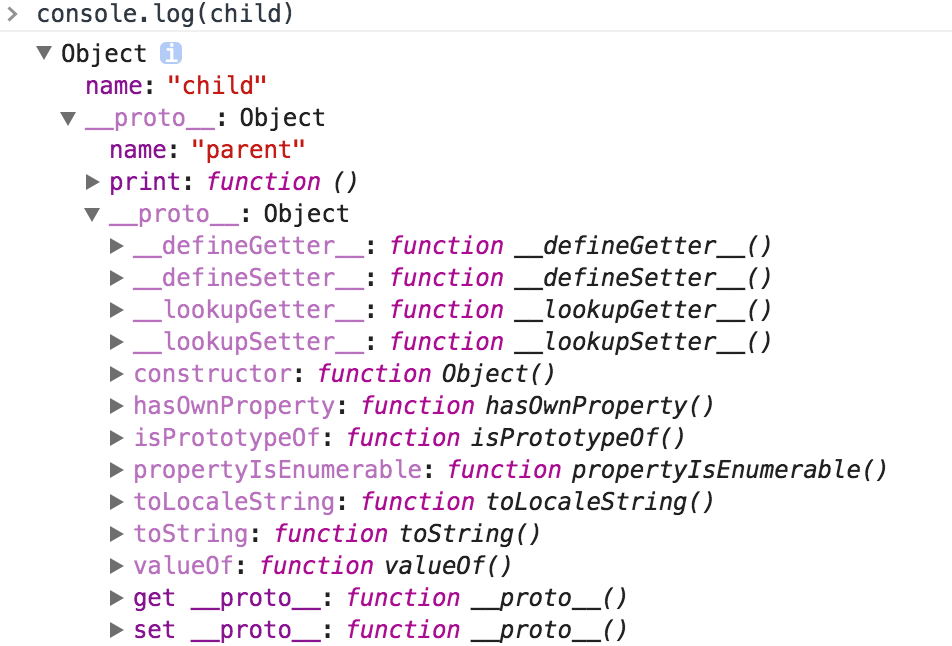 > console.log(child)
▼ Object i
name: "child"
▼ __proto__: Object
name: "parent"
▶ print: function ()
▼ __proto__: Object
▶ __defineGetter__: function __defineGetter__()
▶ __defineSetter__: function __defineSetter__()
▶ __lookupGetter__: function __lookupGetter__()
▶ __lookupSetter__: function __lookupSetter__()
▶ constructor: function Object()
▶ hasOwnProperty: function hasOwnProperty()
▶ isPrototypeOf: function isPrototypeOf()
▶ propertyIsEnumerable: function propertyIsEnumerable()
▶ toLocaleString: function toLocaleString()
▶ toString: function toString()
▶ valueOf: function valueOf()
▶ get __proto__: function __proto__()
▶ set __proto__: function __proto__()